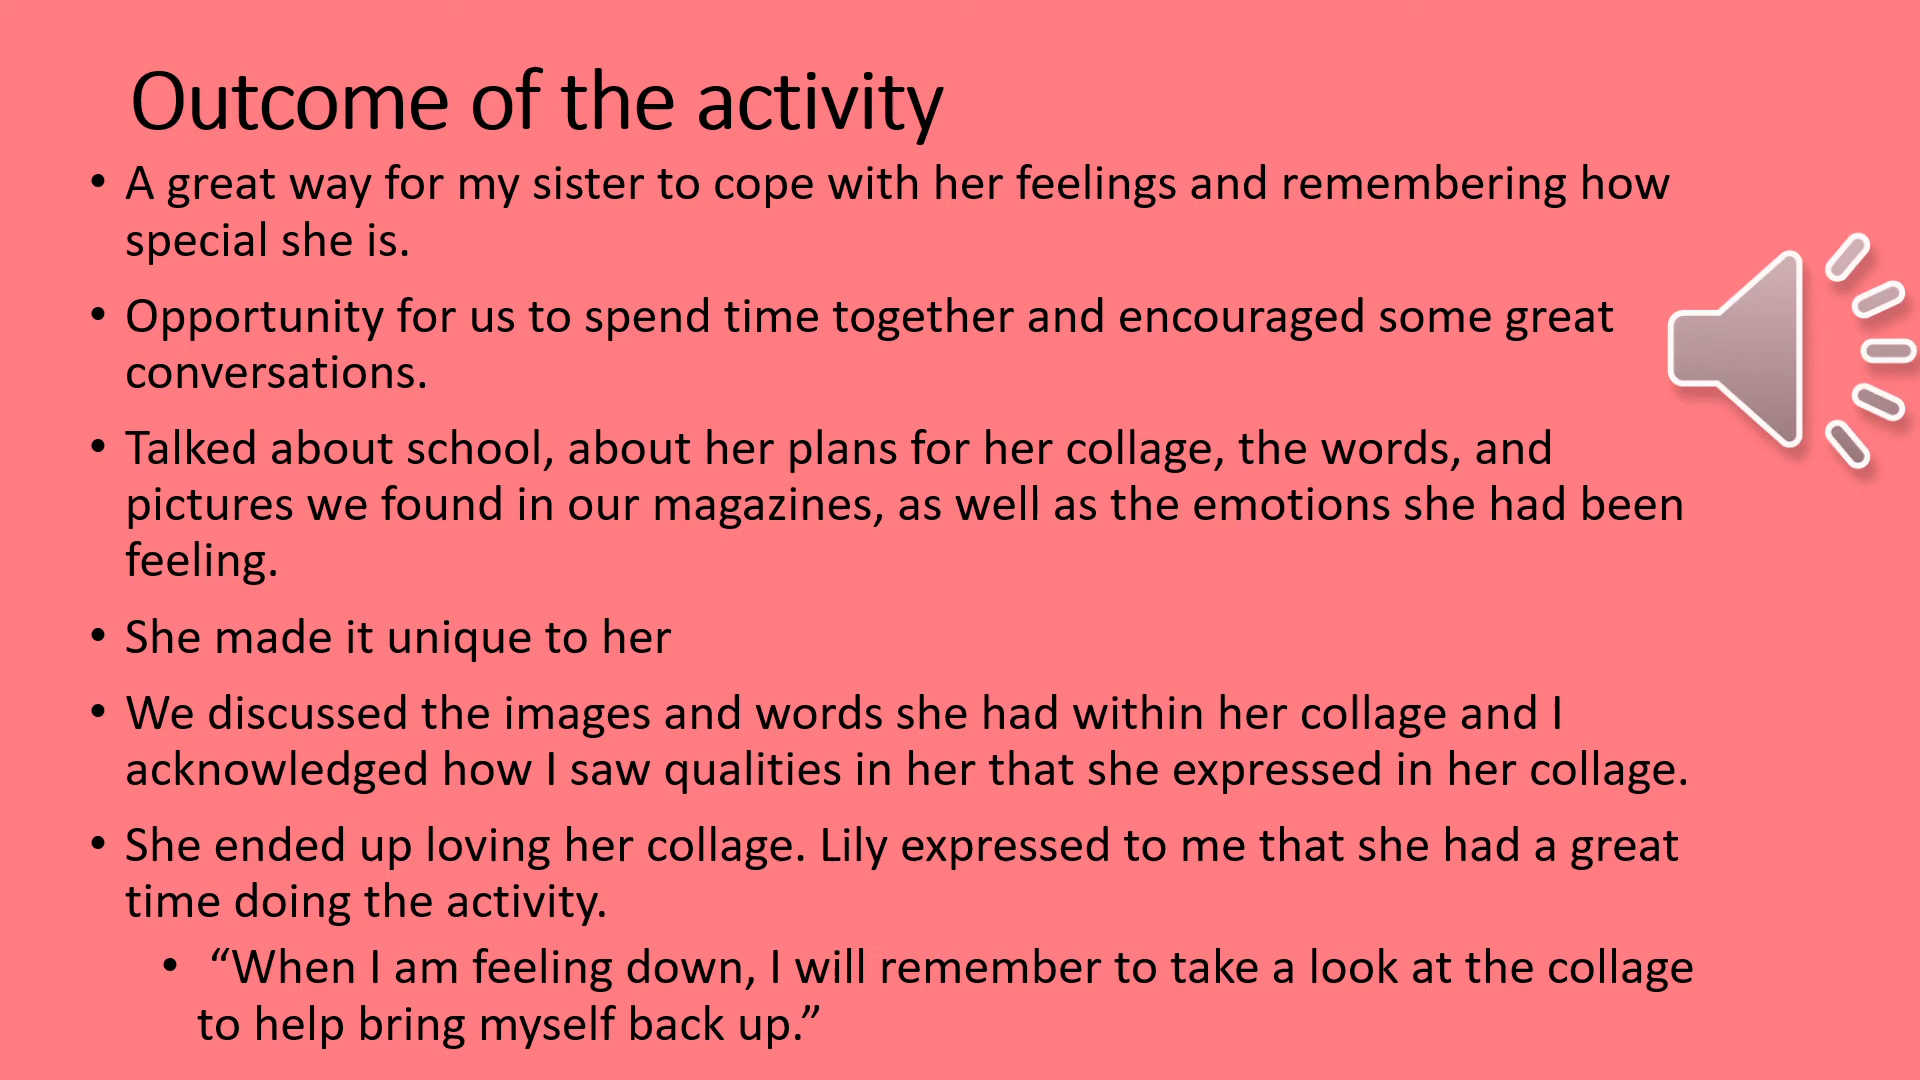 Outcome of the activity
• A great way for my sister to cope with her feelings and remembering how
special she is.
• Opportunity for us to spend time together and encouraged some great
conversations.
• Talked about school, about her plans for her collage, the words, and
pictures we found in our magazines, as well as the emotions she had been
feeling.
• She made it unique to her
• We discussed the images and words she had within her collage and I
acknowledged how I saw qualities in her that she expressed in her collage.
• She ended up loving her collage. Lily expressed to me that she had a great
time doing the activity.
• “When I am feeling down, I will remember to take a look at the collage
to help bring myself back up.”